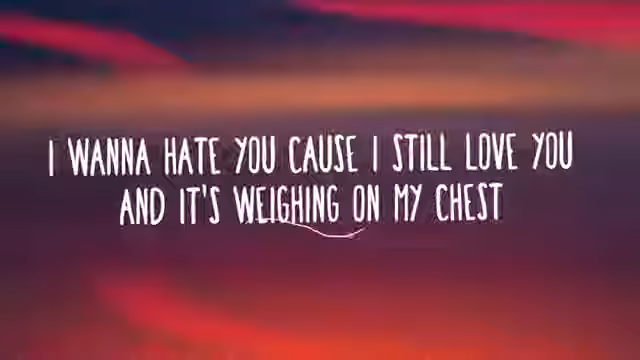 I WANNA HATE YOU CAUSE I STILL LOVE YOU
AND IT'S WEIGHING ON MY CHEST